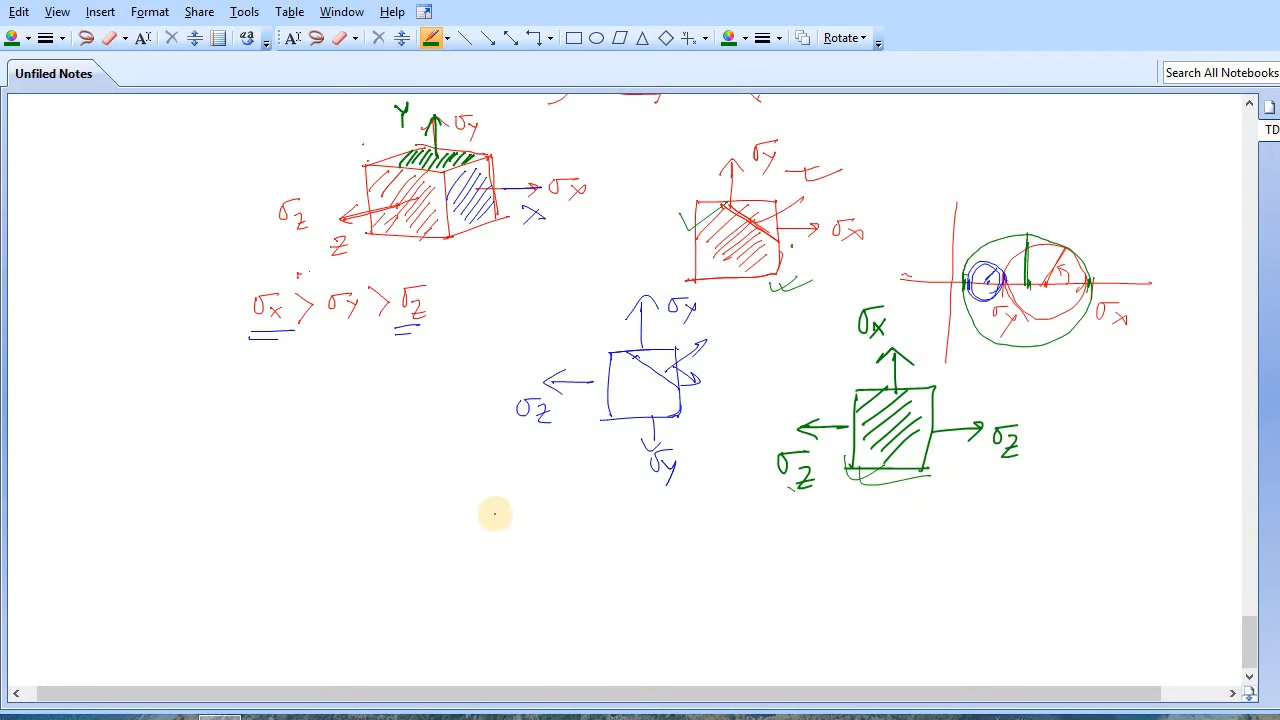 Edit View Insert Format Share Tools Table Window Help
Rotate
Unfiled Notes
Search All Notebooks
TD
Y
σy
σx
X
σz
Z
σx > σy > σz
σy
σx
σy
σz
σy
σy
σx
σx
σz
σz